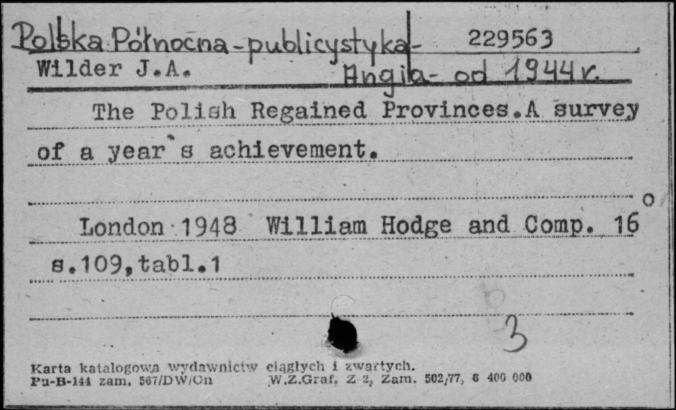 Polska Północna-publicystyka-
229563
Wilder J.A.
Angia- od 1944r.
The Polish Regained Provinces.A survey
of a year's achievement.
London 1948 William Hodge and Comp. 16°
s.109,tabl.1
3
Karta katalogowa wydawnictw ciągłych i zwartych.
Pu-B-144 zam. 567/DW/Cn W.Z.Graf. Z-2, Zam. 502/77, 6 400 000